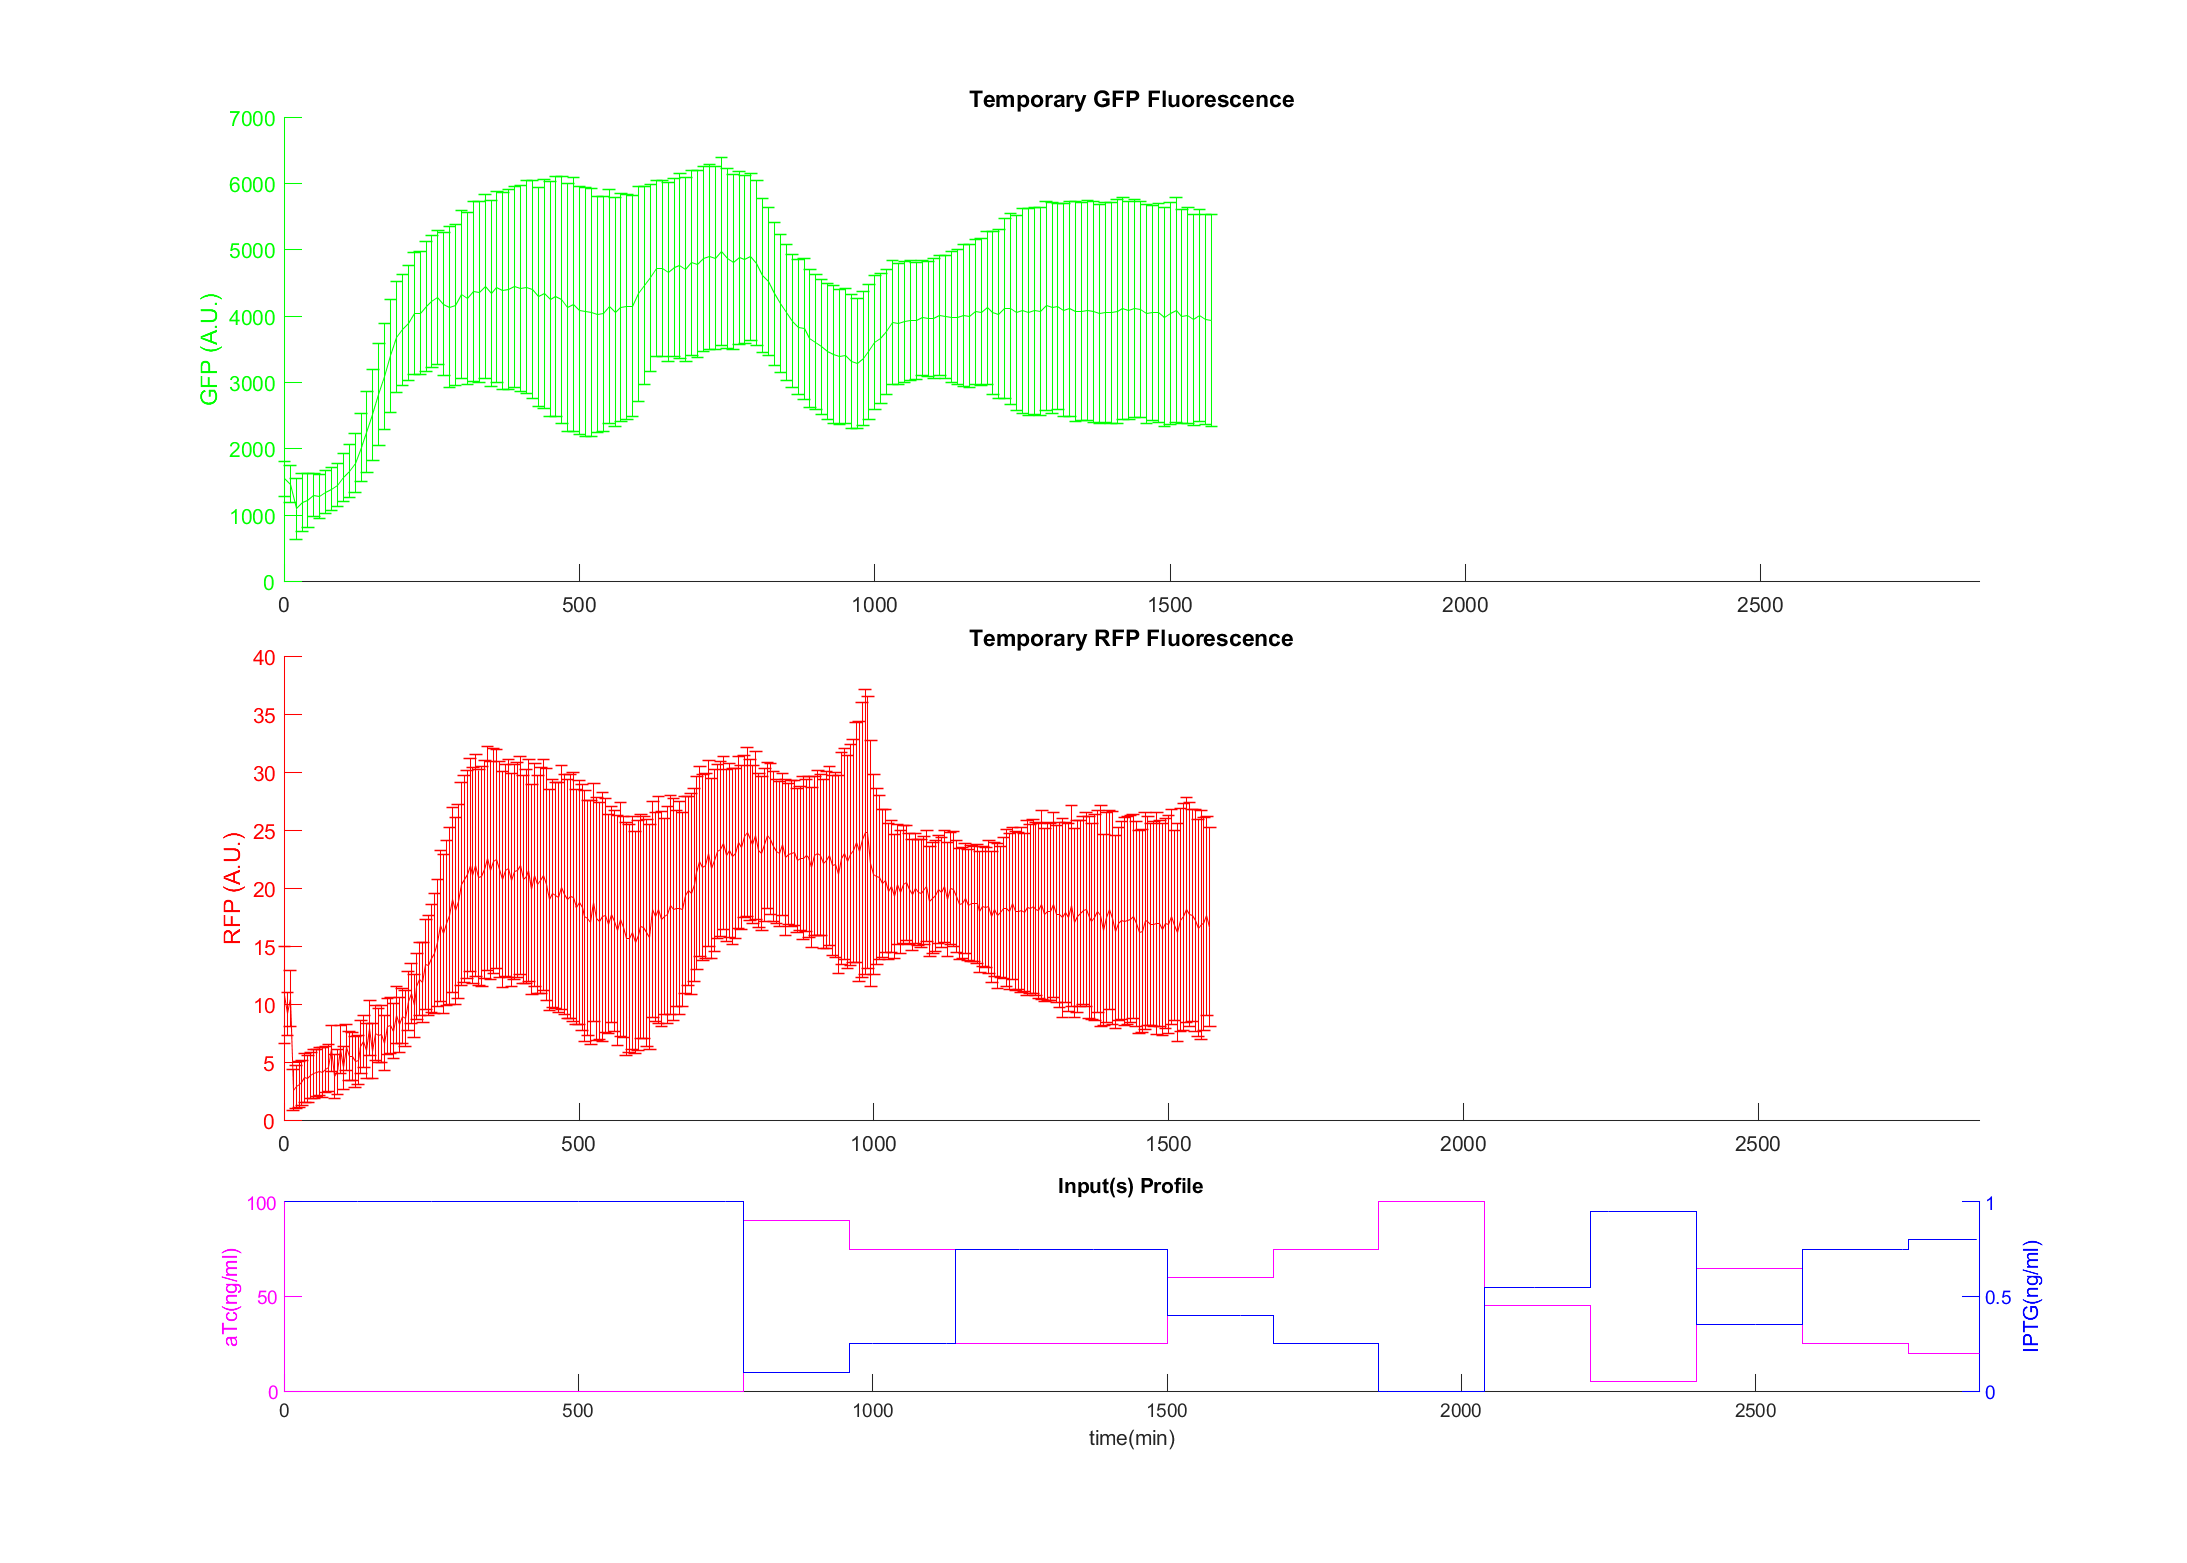 Temporary GFP Fluorescence
7000
6000
5000
4000
3000
2000
1000
0
GFP (A.U.)
0 500 1000 1500 2000 2500
Temporary RFP Fluorescence
40
35
30
25
20
15
10
5
0
RFP (A.U.)
0 500 1000 1500 2000 2500
Input(s) Profile
100
50
0
aTc(ng/ml)
1
0.5
0
IPTG(ng/ml)
0 500 1000 1500 2000 2500
time(min)